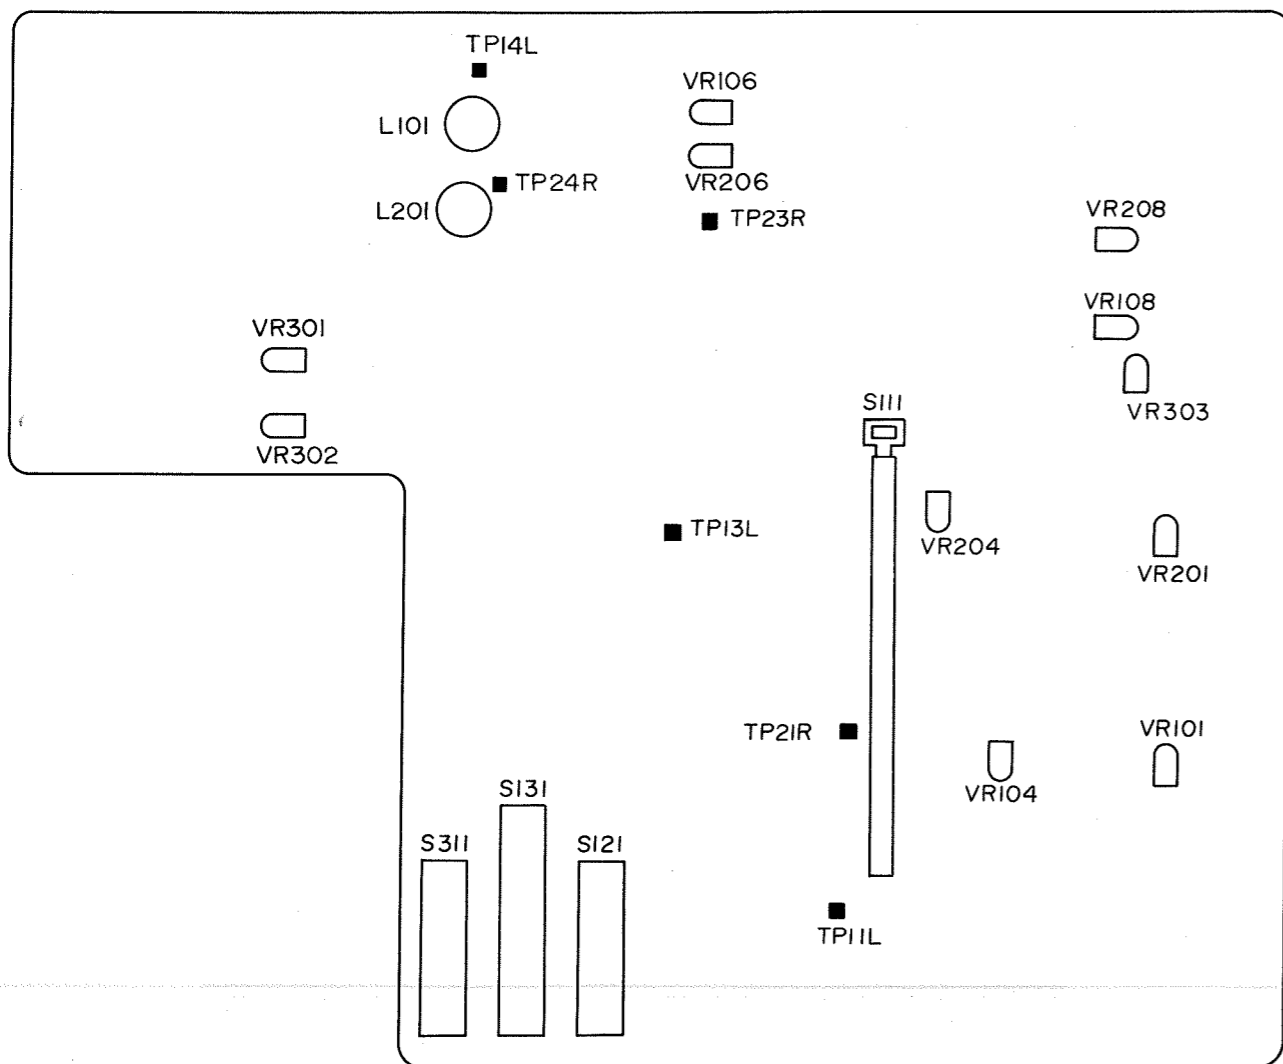 TP14L
VR106
L101
TP24R
VR206
L201
TP23R
VR208
VR108
VR301
VR303
S111
VR302
TP13L
VR204
VR201
TP21R
VR101
VR104
S131
S311
S121
TP11L